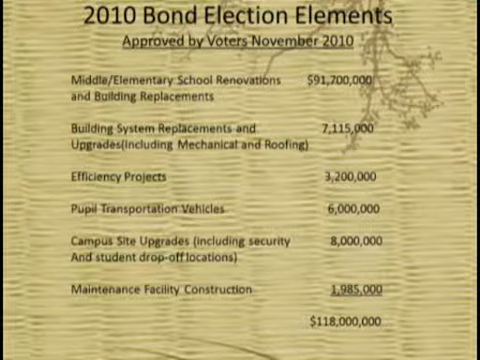 2010 Bond Election Elements
Approved by Voters November 2010
Middle/Elementary School Renovations $91,700,000
and Building Replacements
Building System Replacements and 7,115,000
Upgrades(Including Mechanical and Roofing)
Efficiency Projects 3,200,000
Pupil Transportation Vehicles 6,000,000
Campus Site Upgrades (including security 8,000,000
And student drop-off locations)
Maintenance Facility Construction 1,985,000
$118,000,000